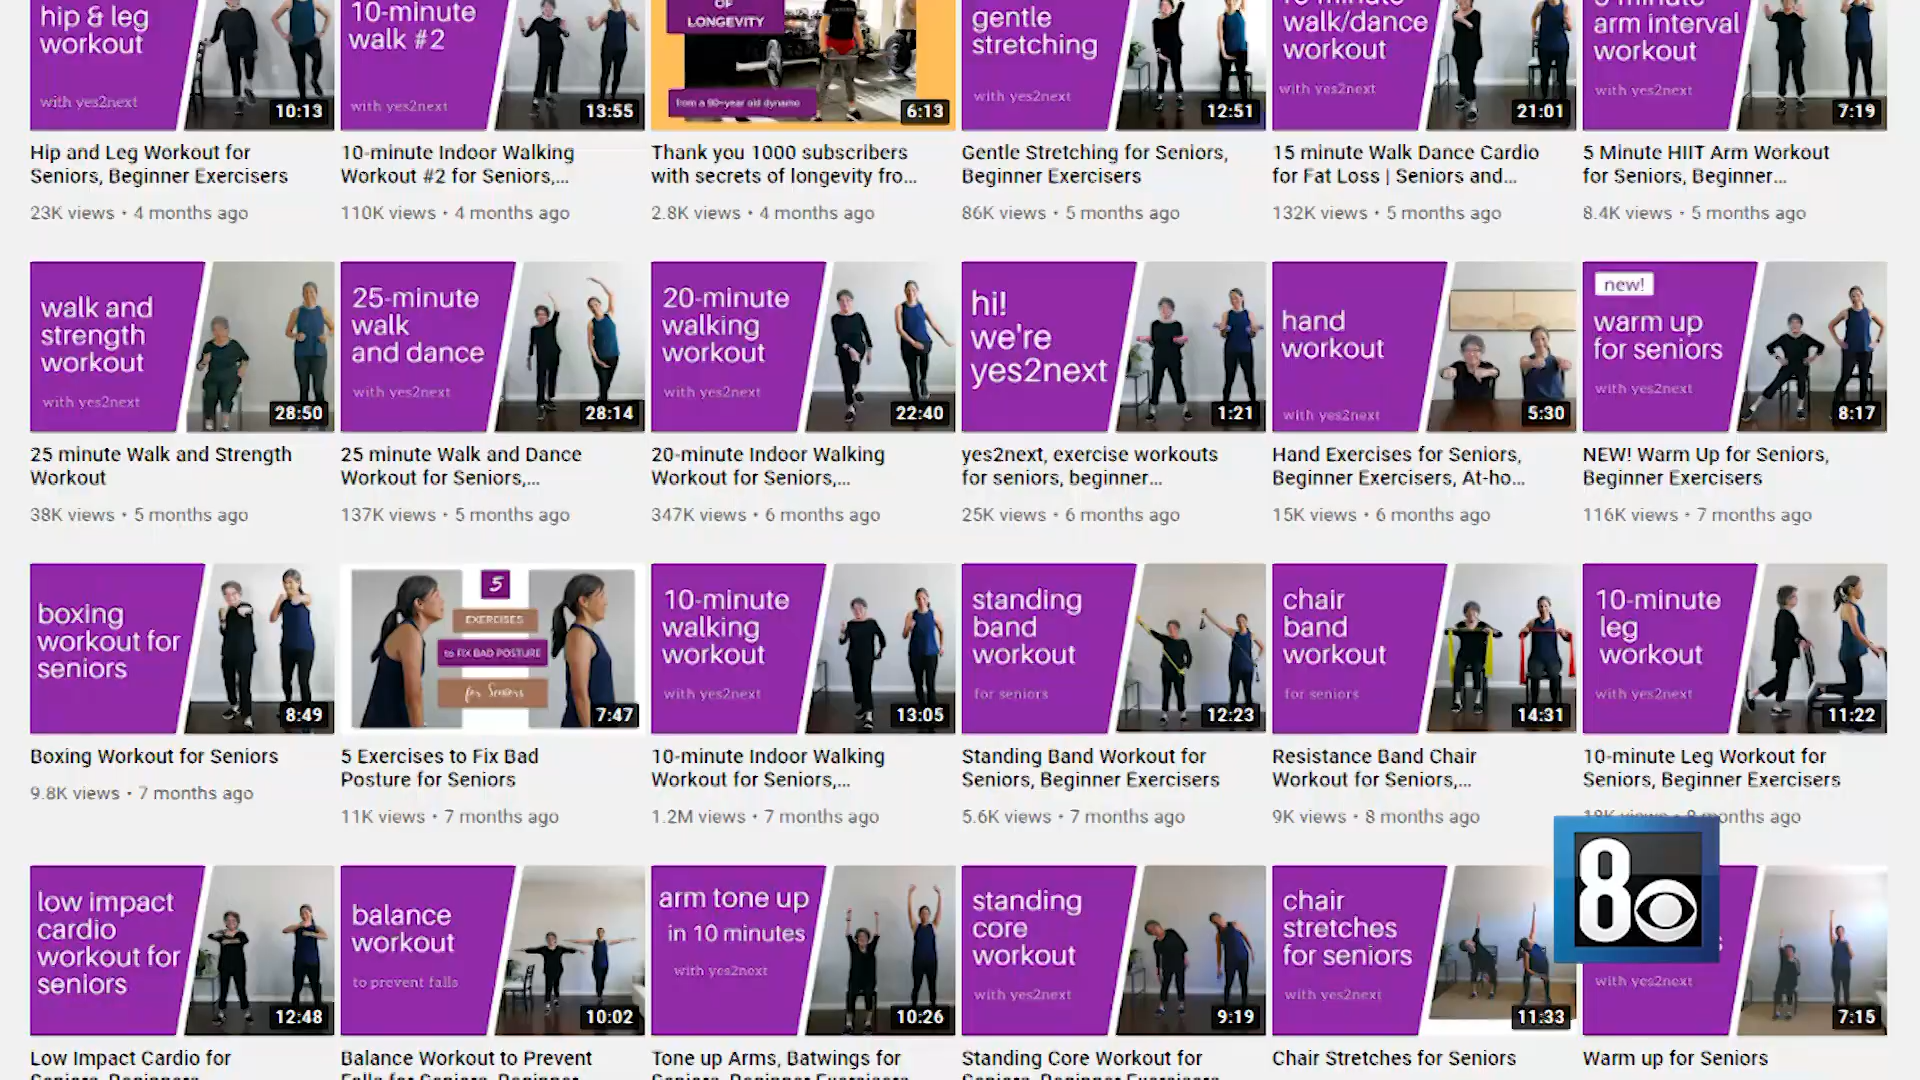 hip & leg
workout
with yes2next
10:13
10-minute
walk #2
with yes2next
13:55
OF
LONGEVITY
from a 90-year old dynamo
6:13
gentle
stretching
with yes2next
12:51
walk/dance
workout
with yes2next
21:01
arm interval
workout
with yes2next
7:19
Hip and Leg Workout for
Seniors, Beginner Exercisers
23K views • 4 months ago
10-minute Indoor Walking
Workout #2 for Seniors,...
110K views • 4 months ago
Thank you 1000 subscribers
with secrets of longevity fro...
2.8K views • 4 months ago
Gentle Stretching for Seniors,
Beginner Exercisers
86K views • 5 months ago
15 minute Walk Dance Cardio
for Fat Loss | Seniors and...
132K views • 5 months ago
5 Minute HIIT Arm Workout
for Seniors, Beginner...
8.4K views • 5 months ago
walk and
strength
workout
with yes2next
28:50
25-minute
walk
and dance
with yes2next
28:14
20-minute
walking
workout
with yes2next
22:40
hi!
we're
yes2next
1:21
hand
workout
with yes2next
5:30
new!
warm up
for seniors
with yes2next
8:17
25 minute Walk and Strength
Workout
38K views • 5 months ago
25 minute Walk and Dance
Workout for Seniors,...
137K views • 5 months ago
20-minute Indoor Walking
Workout for Seniors,...
347K views • 6 months ago
yes2next, exercise workouts
for seniors, beginner...
25K views • 6 months ago
Hand Exercises for Seniors,
Beginner Exercisers, At-ho...
15K views • 6 months ago
NEW! Warm Up for Seniors,
Beginner Exercisers
116K views • 7 months ago
boxing
workout for
seniors
8:49
5
EXERCISES
to FIX BAD POSTURE
for Seniors
7:47
10-minute
walking
workout
with yes2next
13:05
standing
band
workout
for seniors
12:23
chair
band
workout
for seniors
14:31
10-minute
leg
workout
with yes2next
11:22
Boxing Workout for Seniors
9.8K views • 7 months ago
5 Exercises to Fix Bad
Posture for Seniors
11K views • 7 months ago
10-minute Indoor Walking
Workout for Seniors,...
1.2M views • 7 months ago
Standing Band Workout for
Seniors, Beginner Exercisers
5.6K views • 7 months ago
Resistance Band Chair
Workout for Seniors,...
9K views • 8 months ago
10-minute Leg Workout for
Seniors, Beginner Exercisers
months ago
8
low impact
cardio
workout for
seniors
12:48
balance
workout
to prevent falls
10:02
arm tone up
in 10 minutes
with yes2next
10:26
standing
core
workout
with yes2next
9:19
chair
stretches
for seniors
with yes2next
11:33
with yes2next
7:15
Low Impact Cardio for
Balance Workout to Prevent
Tone up Arms, Batwings for
Standing Core Workout for
Chair Stretches for Seniors
Warm up for Seniors